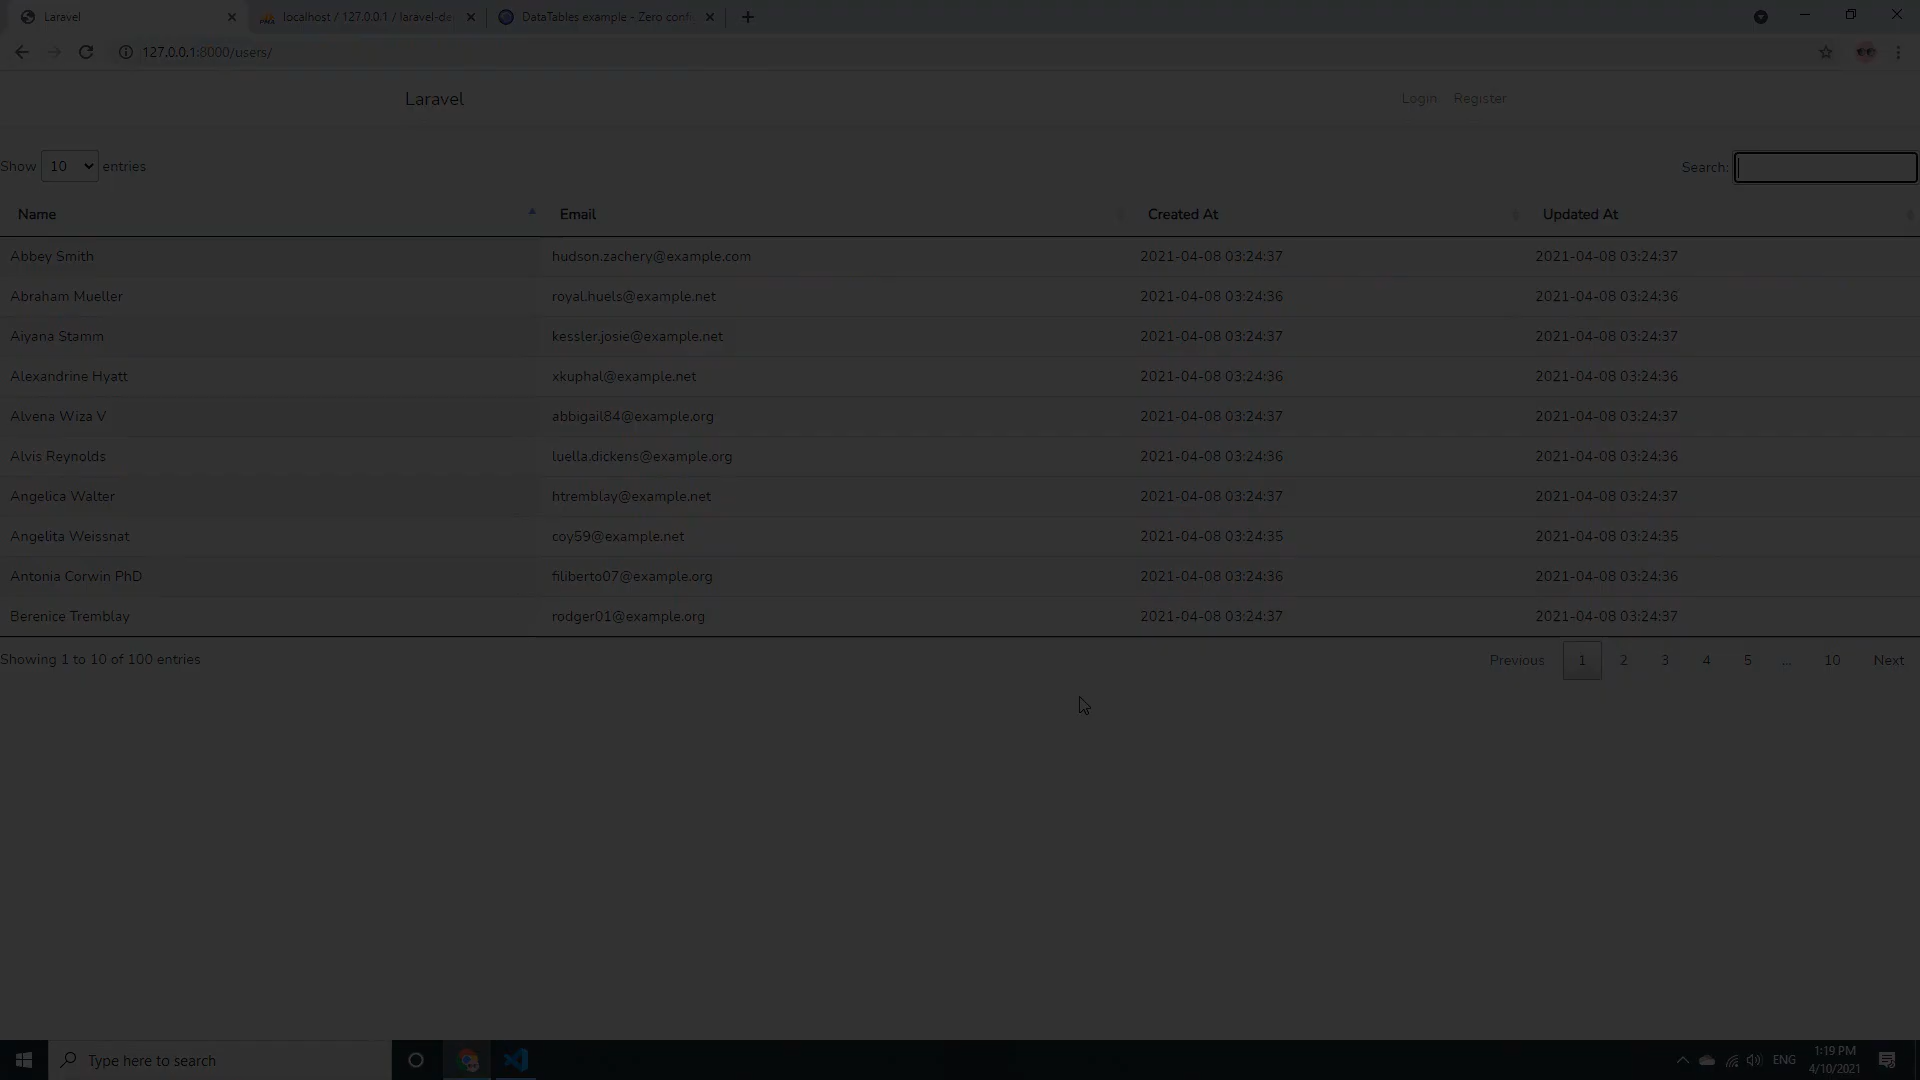 Laravel
localhost / 127.0.0.1 / laravel-de
DataTables example - Zero confi
127.0.0.1:8000/users/
Laravel
Login Register
Show 10 entries
Search:
Name Email Created At Updated At
Abbey Smith hudson.zachery@example.com 2021-04-08 03:24:37 2021-04-08 03:24:37
Abraham Mueller royal.huels@example.net 2021-04-08 03:24:36 2021-04-08 03:24:36
Aiyana Stamm kessler.josie@example.net 2021-04-08 03:24:37 2021-04-08 03:24:37
Alexandrine Hyatt xkuphal@example.net 2021-04-08 03:24:36 2021-04-08 03:24:36
Alvena Wiza V abbigail84@example.org 2021-04-08 03:24:37 2021-04-08 03:24:37
Alvis Reynolds luella.dickens@example.org 2021-04-08 03:24:36 2021-04-08 03:24:36
Angelica Walter htremblay@example.net 2021-04-08 03:24:37 2021-04-08 03:24:37
Angelita Weissnat coy59@example.net 2021-04-08 03:24:35 2021-04-08 03:24:35
Antonia Corwin PhD filiberto07@example.org 2021-04-08 03:24:36 2021-04-08 03:24:36
Berenice Tremblay rodger01@example.org 2021-04-08 03:24:37 2021-04-08 03:24:37
Showing 1 to 10 of 100 entries
Previous 1 2 3 4 5 … 10 Next
Type here to search
ENG
1:19 PM
4/10/2021